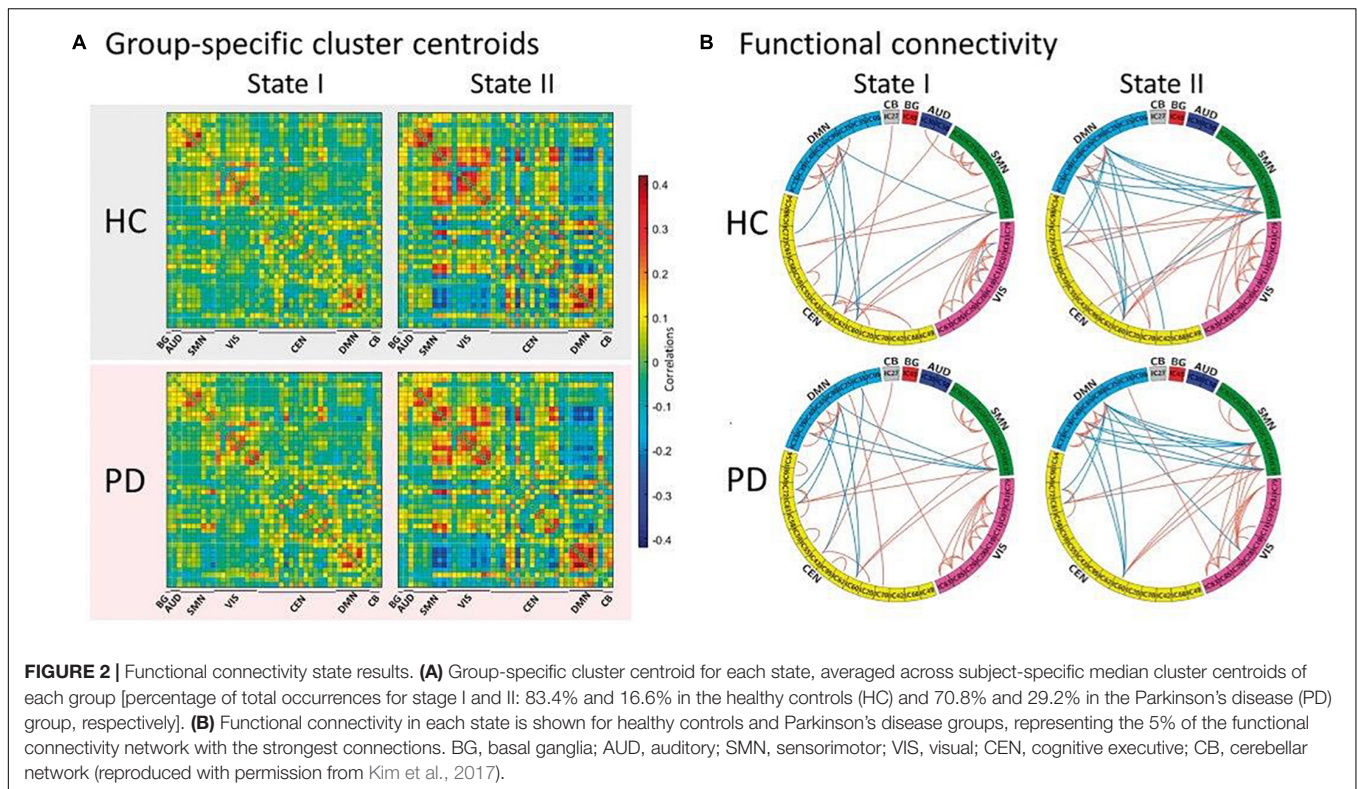 A Group-specific cluster centroids
State I State II
HC
PD
BG AUD SMN VIS CEN DMN CB
BG AUD SMN VIS CEN DMN CB
BG AUD SMN VIS CEN DMN CB
BG AUD SMN VIS CEN DMN CB
0.4
0.3
0.2
0.1
0
-0.1
-0.2
-0.3
-0.4
Correlations
B Functional connectivity
State I State II
HC
PD
CB BG AUD
DMN SMN VIS CEN
IC27
CB BG AUD
DMN SMN VIS CEN
IC27
CB BG AUD
DMN SMN VIS CEN
IC27
CB BG AUD
DMN SMN VIS CEN
IC27
FIGURE 2 | Functional connectivity state results. (A) Group-specific cluster centroid for each state, averaged across subject-specific median cluster centroids of
each group [percentage of total occurrences for stage I and II: 83.4% and 16.6% in the healthy controls (HC) and 70.8% and 29.2% in the Parkinson's disease (PD)
group, respectively]. (B) Functional connectivity in each state is shown for healthy controls and Parkinson's disease groups, representing the 5% of the functional
connectivity network with the strongest connections. BG, basal ganglia; AUD, auditory; SMN, sensorimotor; VIS, visual; CEN, cognitive executive; CB, cerebellar
network (reproduced with permission from Kim et al., 2017).